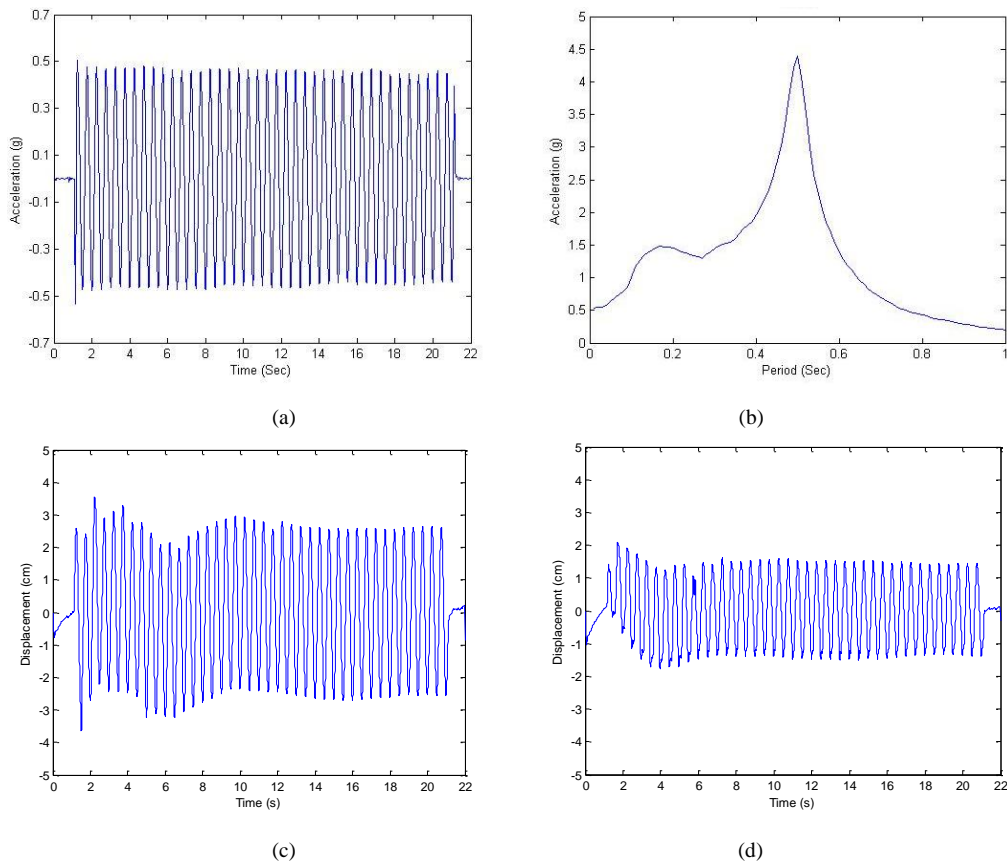 0.7
0.5
0.3
0.1
-0.1
-0.3
-0.5
-0.7
Acceleration (g)
0 2 4 6 8 10 12 14 16 18 20 22
Time (Sec)
(a)
5
4.5
4
3.5
3
2.5
2
1.5
1
0.5
0
Acceleration (g)
0 0.2 0.4 0.6 0.8 1
Period (Sec)
(b)
5
4
3
2
1
0
-1
-2
-3
-4
-5
Displacement (cm)
0 2 4 6 8 10 12 14 16 18 20 22
Time (s)
(c)
5
4
3
2
1
0
-1
-2
-3
-4
-5
Displacement (cm)
0 2 4 6 8 10 12 14 16 18 20 22
Time (s)
(d)